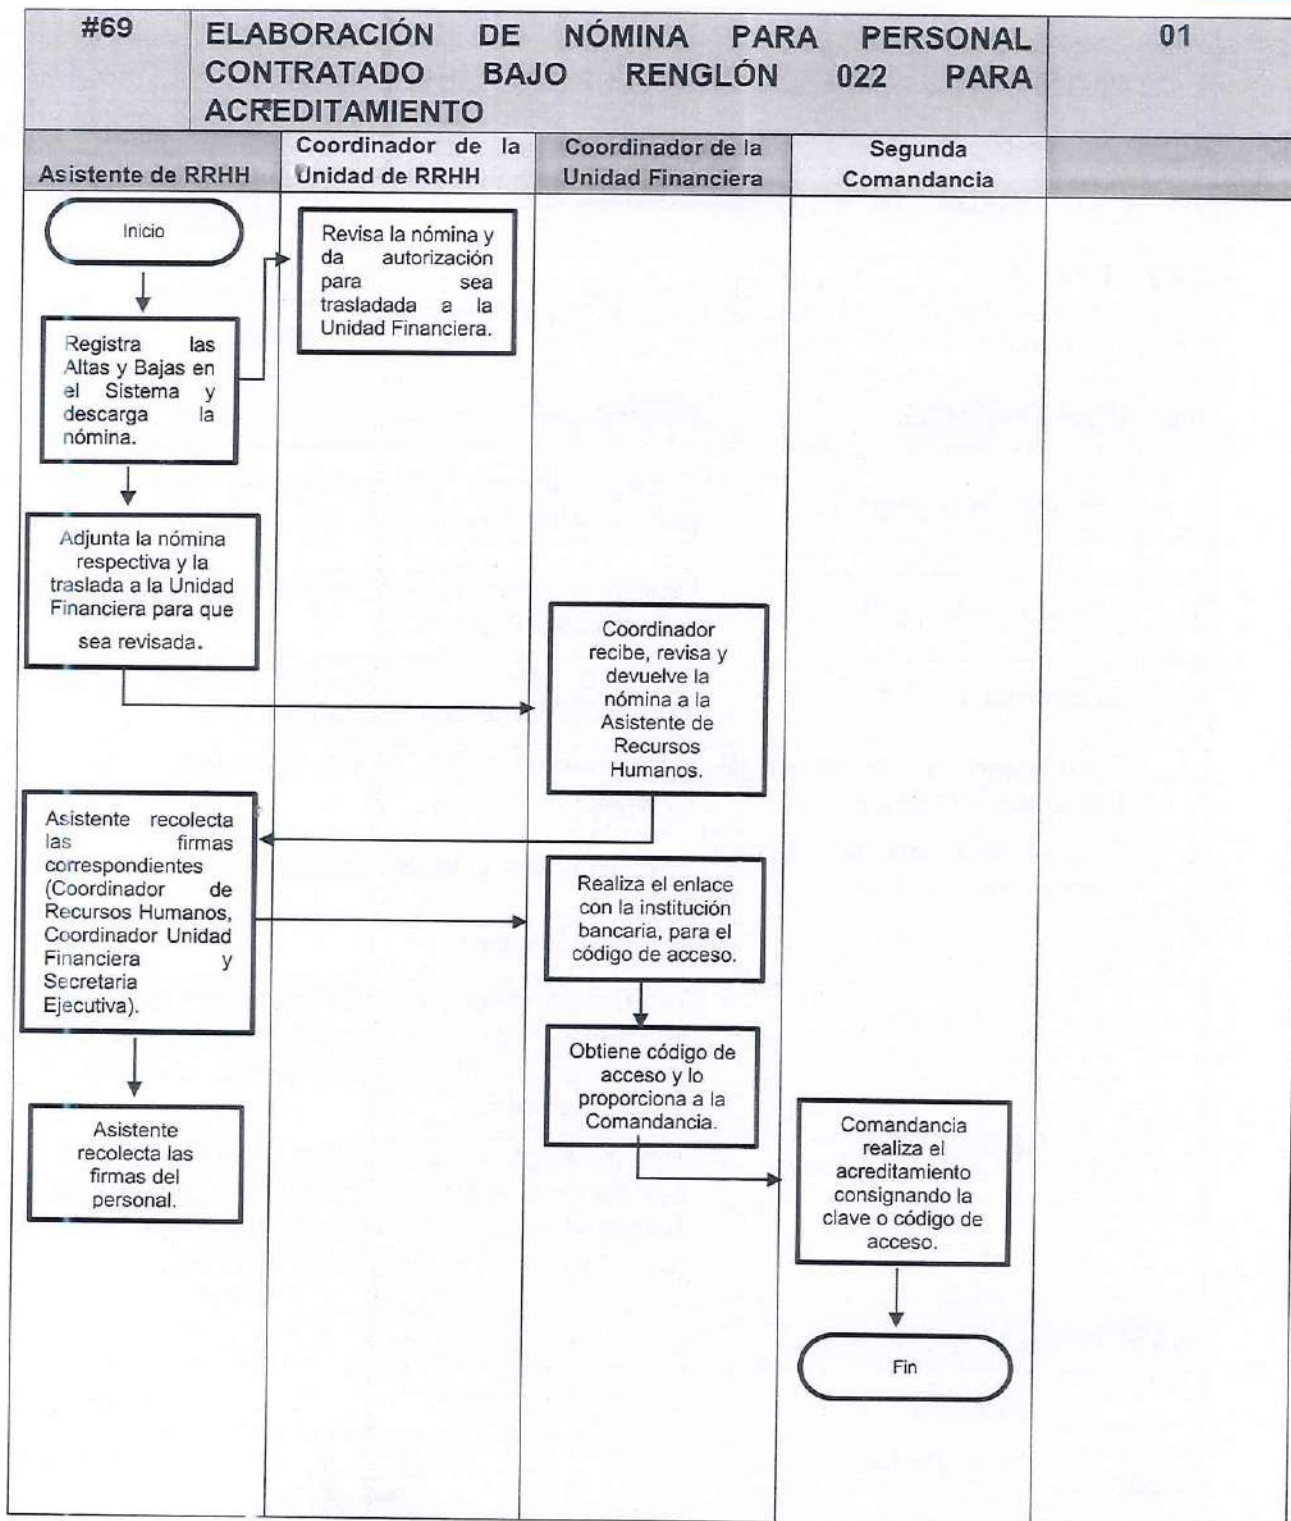 #69
ELABORACIÓN DE NÓMINA PARA PERSONAL
CONTRATADO BAJO RENGLÓN 022 PARA
ACREDITAMIENTO
01
Asistente de RRHH
Coordinador de la
Unidad de RRHH
Coordinador de la
Unidad Financiera
Segunda
Comandancia
Inicio
Revisa la nómina y
da autorización
para sea
trasladada a la
Unidad Financiera.
Registra las
Altas y Bajas en
el Sistema y
descarga la
nómina.
Adjunta la nómina
respectiva y la
traslada a la Unidad
Financiera para que
sea revisada.
Coordinador
recibe, revisa y
devuelve la
nómina a la
Asistente de
Recursos
Humanos.
Asistente recolecta
las firmas
correspondientes
(Coordinador de
Recursos Humanos,
Coordinador Unidad
Financiera y
Secretaria
Ejecutiva).
Realiza el enlace
con la institución
bancaria, para el
código de acceso.
Obtiene código de
acceso y lo
proporciona a la
Comandancia.
Asistente
recolecta las
firmas del
personal.
Comandancia
realiza el
acreditamiento
consignando la
clave o código de
acceso.
Fin